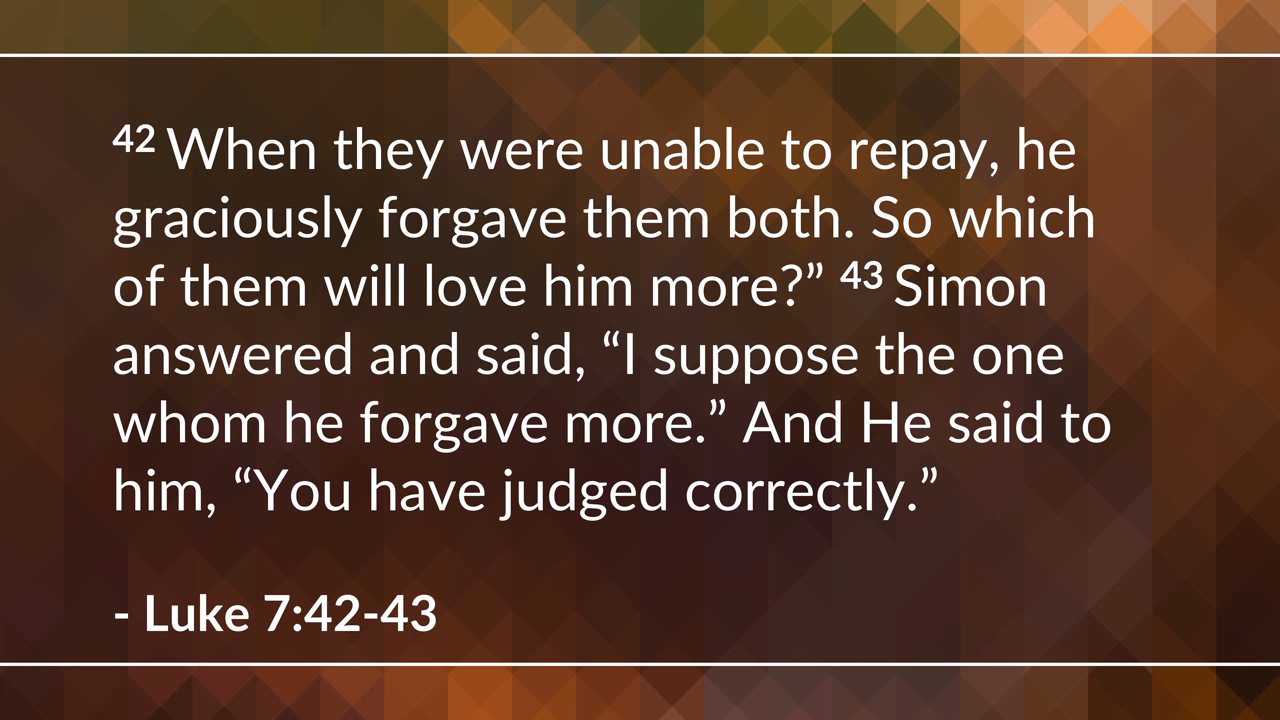 42 When they were unable to repay, he
graciously forgave them both. So which
of them will love him more?” 43 Simon
answered and said, “I suppose the one
whom he forgave more.” And He said to
him, “You have judged correctly.”
- Luke 7:42-43